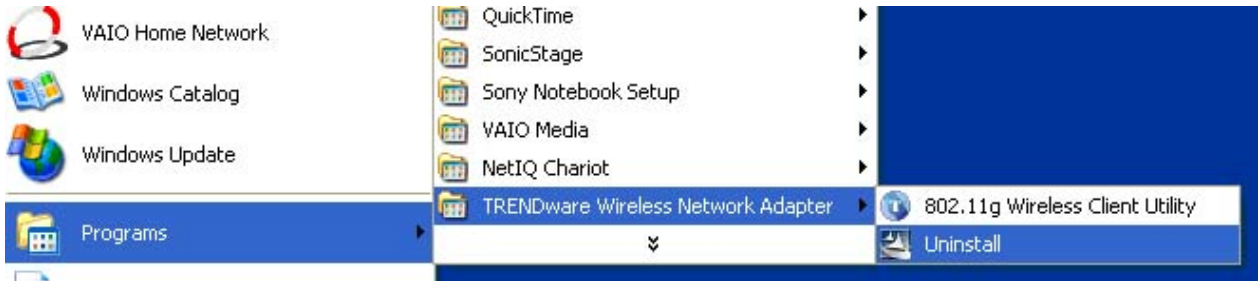 VAIO Home Network
Windows Catalog
Windows Update
Programs
QuickTime
SonicStage
Sony Notebook Setup
VAIO Media
NetIQ Chariot
TRENDware Wireless Network Adapter
802.11g Wireless Client Utility
Uninstall